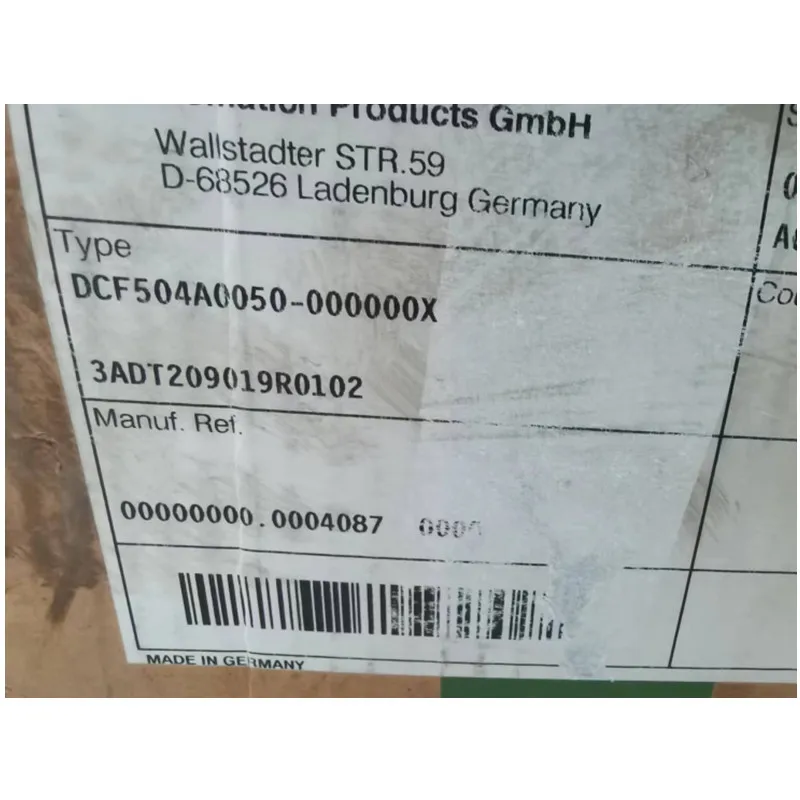 Products GmbH
Wallstadter STR.59
D-68526 Ladenburg Germany
Type
DCF504A0050-000000X
3ADT209019R0102
Manuf. Ref.
00000000.0004087
MADE IN GERMANY